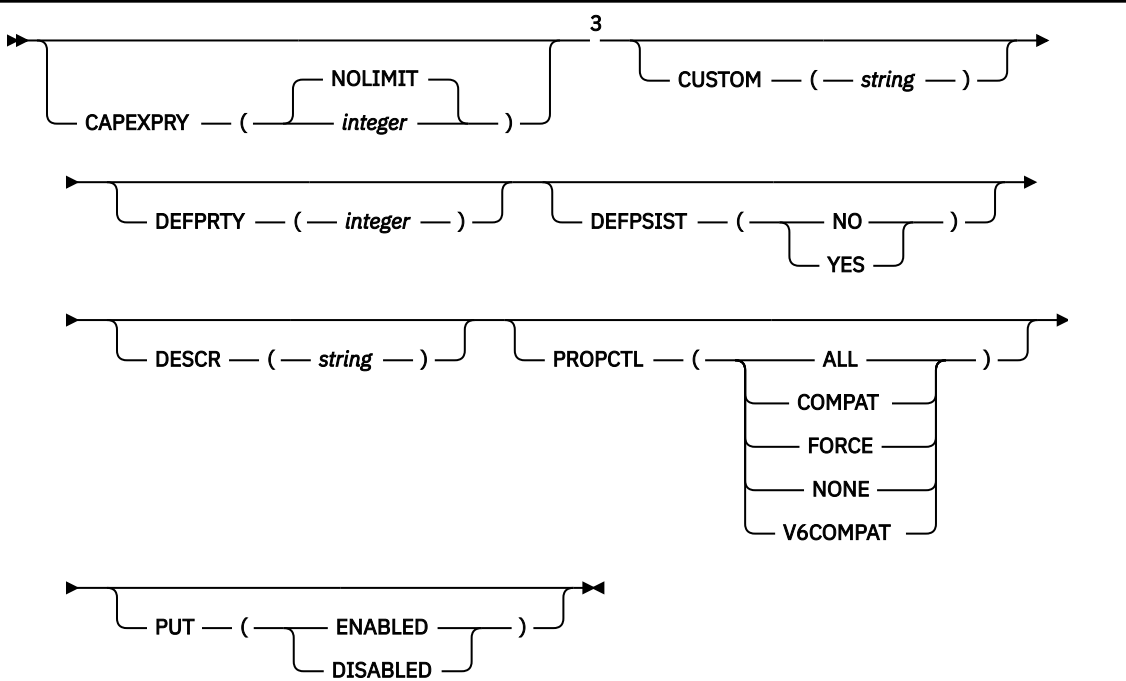 3
NOLIMIT
CAPEXPRY ( integer )
CUSTOM ( string )
DEFPRTY ( integer )
DEFPSIST ( NO )
YES
DESCR ( string )
PROPCTL ( ALL )
COMPAT
FORCE
NONE
V6COMPAT
PUT ( ENABLED )
DISABLED